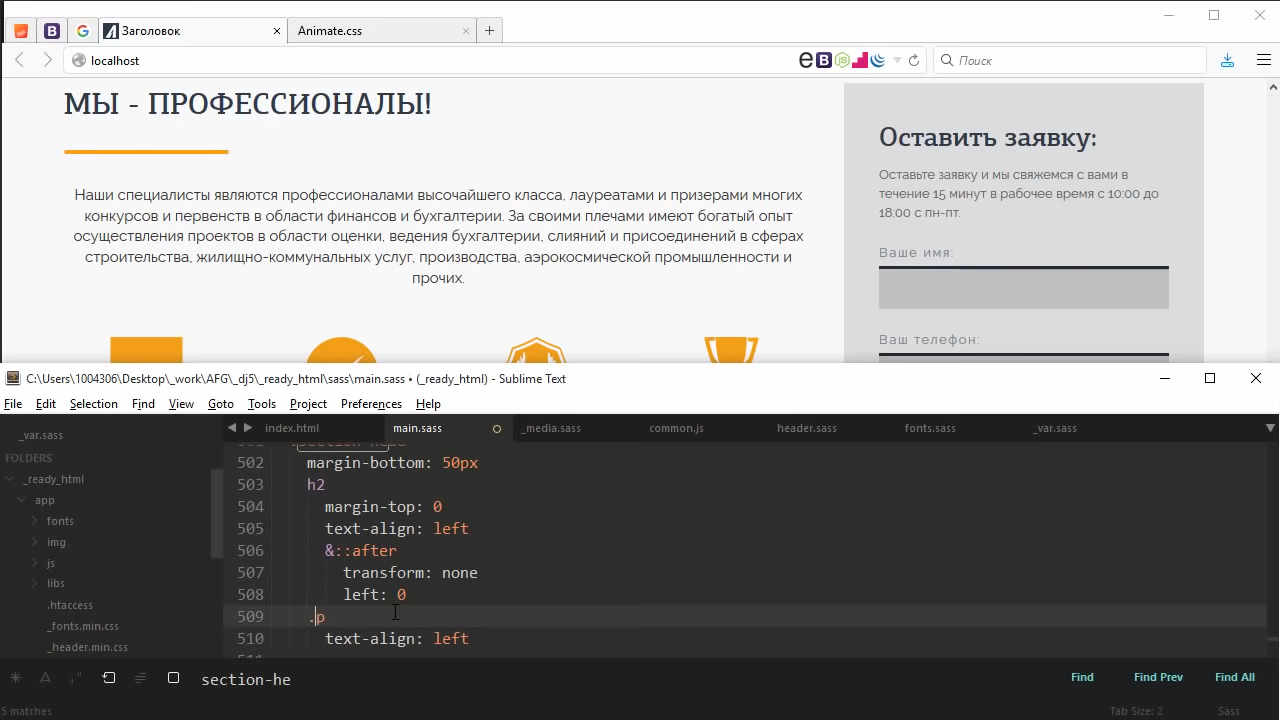 Заголовок
Animate.css
localhost
Поиск
МЫ - ПРОФЕССИОНАЛЫ!
Наши специалисты являются профессионалами высочайшего класса, лауреатами и призерами многих
конкурсов и первенств в области финансов и бухгалтерии. За своими плечами имеют богатый опыт
осуществления проектов в области оценки, ведения бухгалтерии, слияний и присоединений в сферах
строительства, жилищно-коммунальных услуг, производства, аэрокосмической промышленности и
прочих.
Оставить заявку:
Оставьте заявку и мы свяжемся с вами в
течение 15 минут в рабочее время с 10:00 до
18:00 с пн-пт.
Ваше имя:
Ваш телефон:
C:\Users\1004306\Desktop\_work\AFG\_dj5\_ready_html\sass\main.sass • (_ready_html) - Sublime Text
File Edit Selection Find View Goto Tools Project Preferences Help
_var.sass
FOLDERS
_ready_html
app
fonts
img
js
libs
.htaccess
_fonts.min.css
_header.min.css
index.html main.sass _media.sass common.js header.sass fonts.sass _var.sass
502 margin-bottom: 50px
503 h2
504 margin-top: 0
505 text-align: left
506 &::after
507 transform: none
508 left: 0
509 .p
510 text-align: left
section-he
Find Find Prev Find All
5 matches
Tab Size: 2 Sass